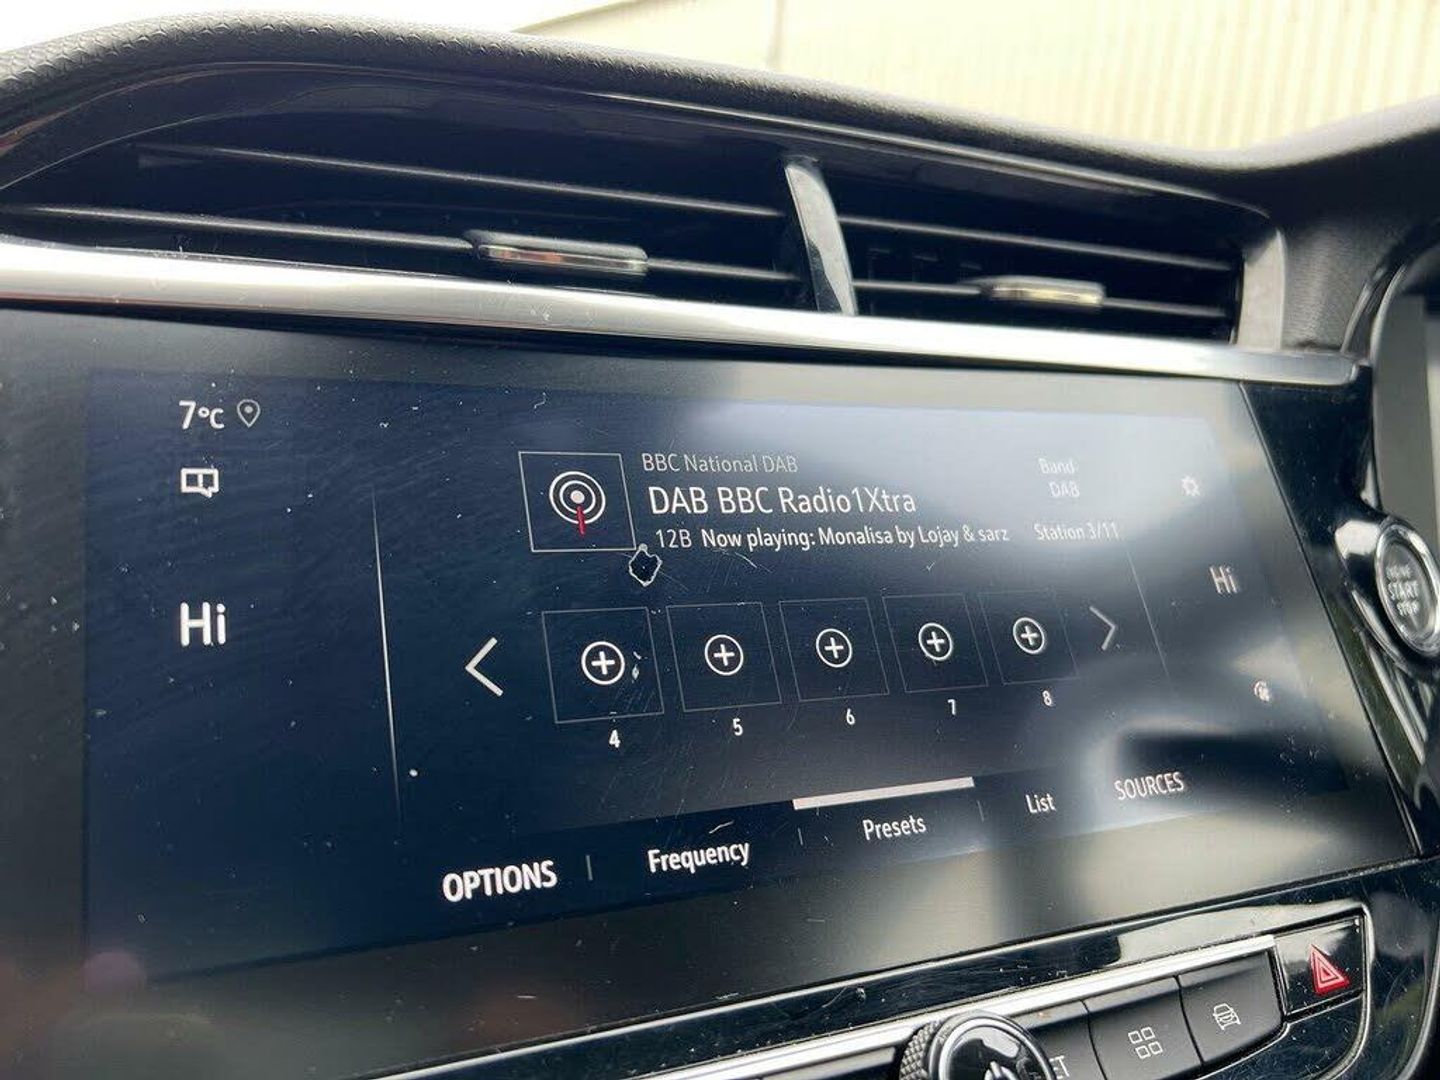 7°C
BBC National DAB
Band-
DAB
DAB BBC Radio1Xtra
12B Now playing: Monalisa by Lojay & sarz
Station 3/11
Hi
Hi
4
5
6
7
8
OPTIONS
Frequency
Presets
List
SOURCES
START
STOP